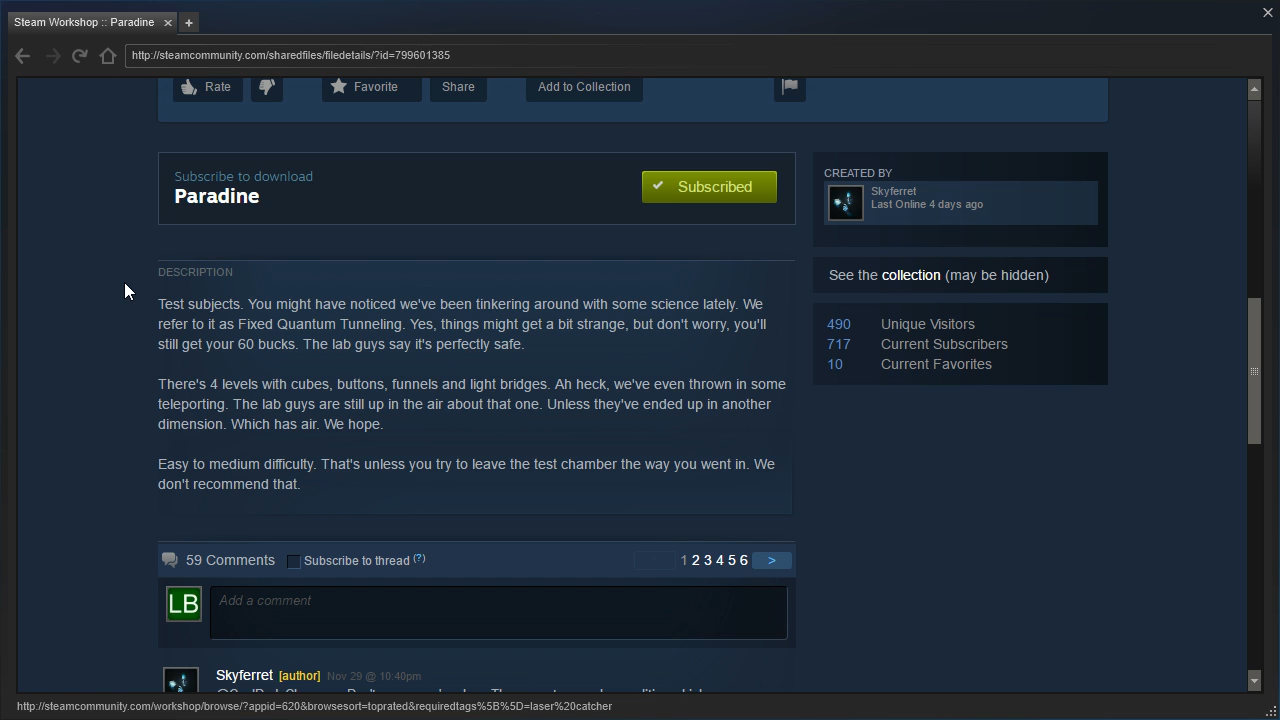 Steam Workshop :: Paradine
http://steamcommunity.com/sharedfiles/filedetails/?id=799601385
Rate
Favorite
Share
Add to Collection
Subscribe to download
Paradine
Subscribed
CREATED BY
Skyferret
Last Online 4 days ago
See the collection (may be hidden)
490 Unique Visitors
717 Current Subscribers
10 Current Favorites
DESCRIPTION
Test subjects. You might have noticed we've been tinkering around with some science lately. We
refer to it as Fixed Quantum Tunneling. Yes, things might get a bit strange, but don't worry, you'll
still get your 60 bucks. The lab guys say it's perfectly safe.
There's 4 levels with cubes, buttons, funnels and light bridges. Ah heck, we've even thrown in some
teleporting. The lab guys are still up in the air about that one. Unless they've ended up in another
dimension. Which has air. We hope.
Easy to medium difficulty. That's unless you try to leave the test chamber the way you went in. We
don't recommend that.
59 Comments
Subscribe to thread (?)
1 2 3 4 5 6 >
LB
Add a comment
Skyferret [author] Nov 29 @ 10:40pm
http://steamcommunity.com/workshop/browse/?appid=620&browsesort=toprated&requiredtags%5B%5D=laser%20catcher